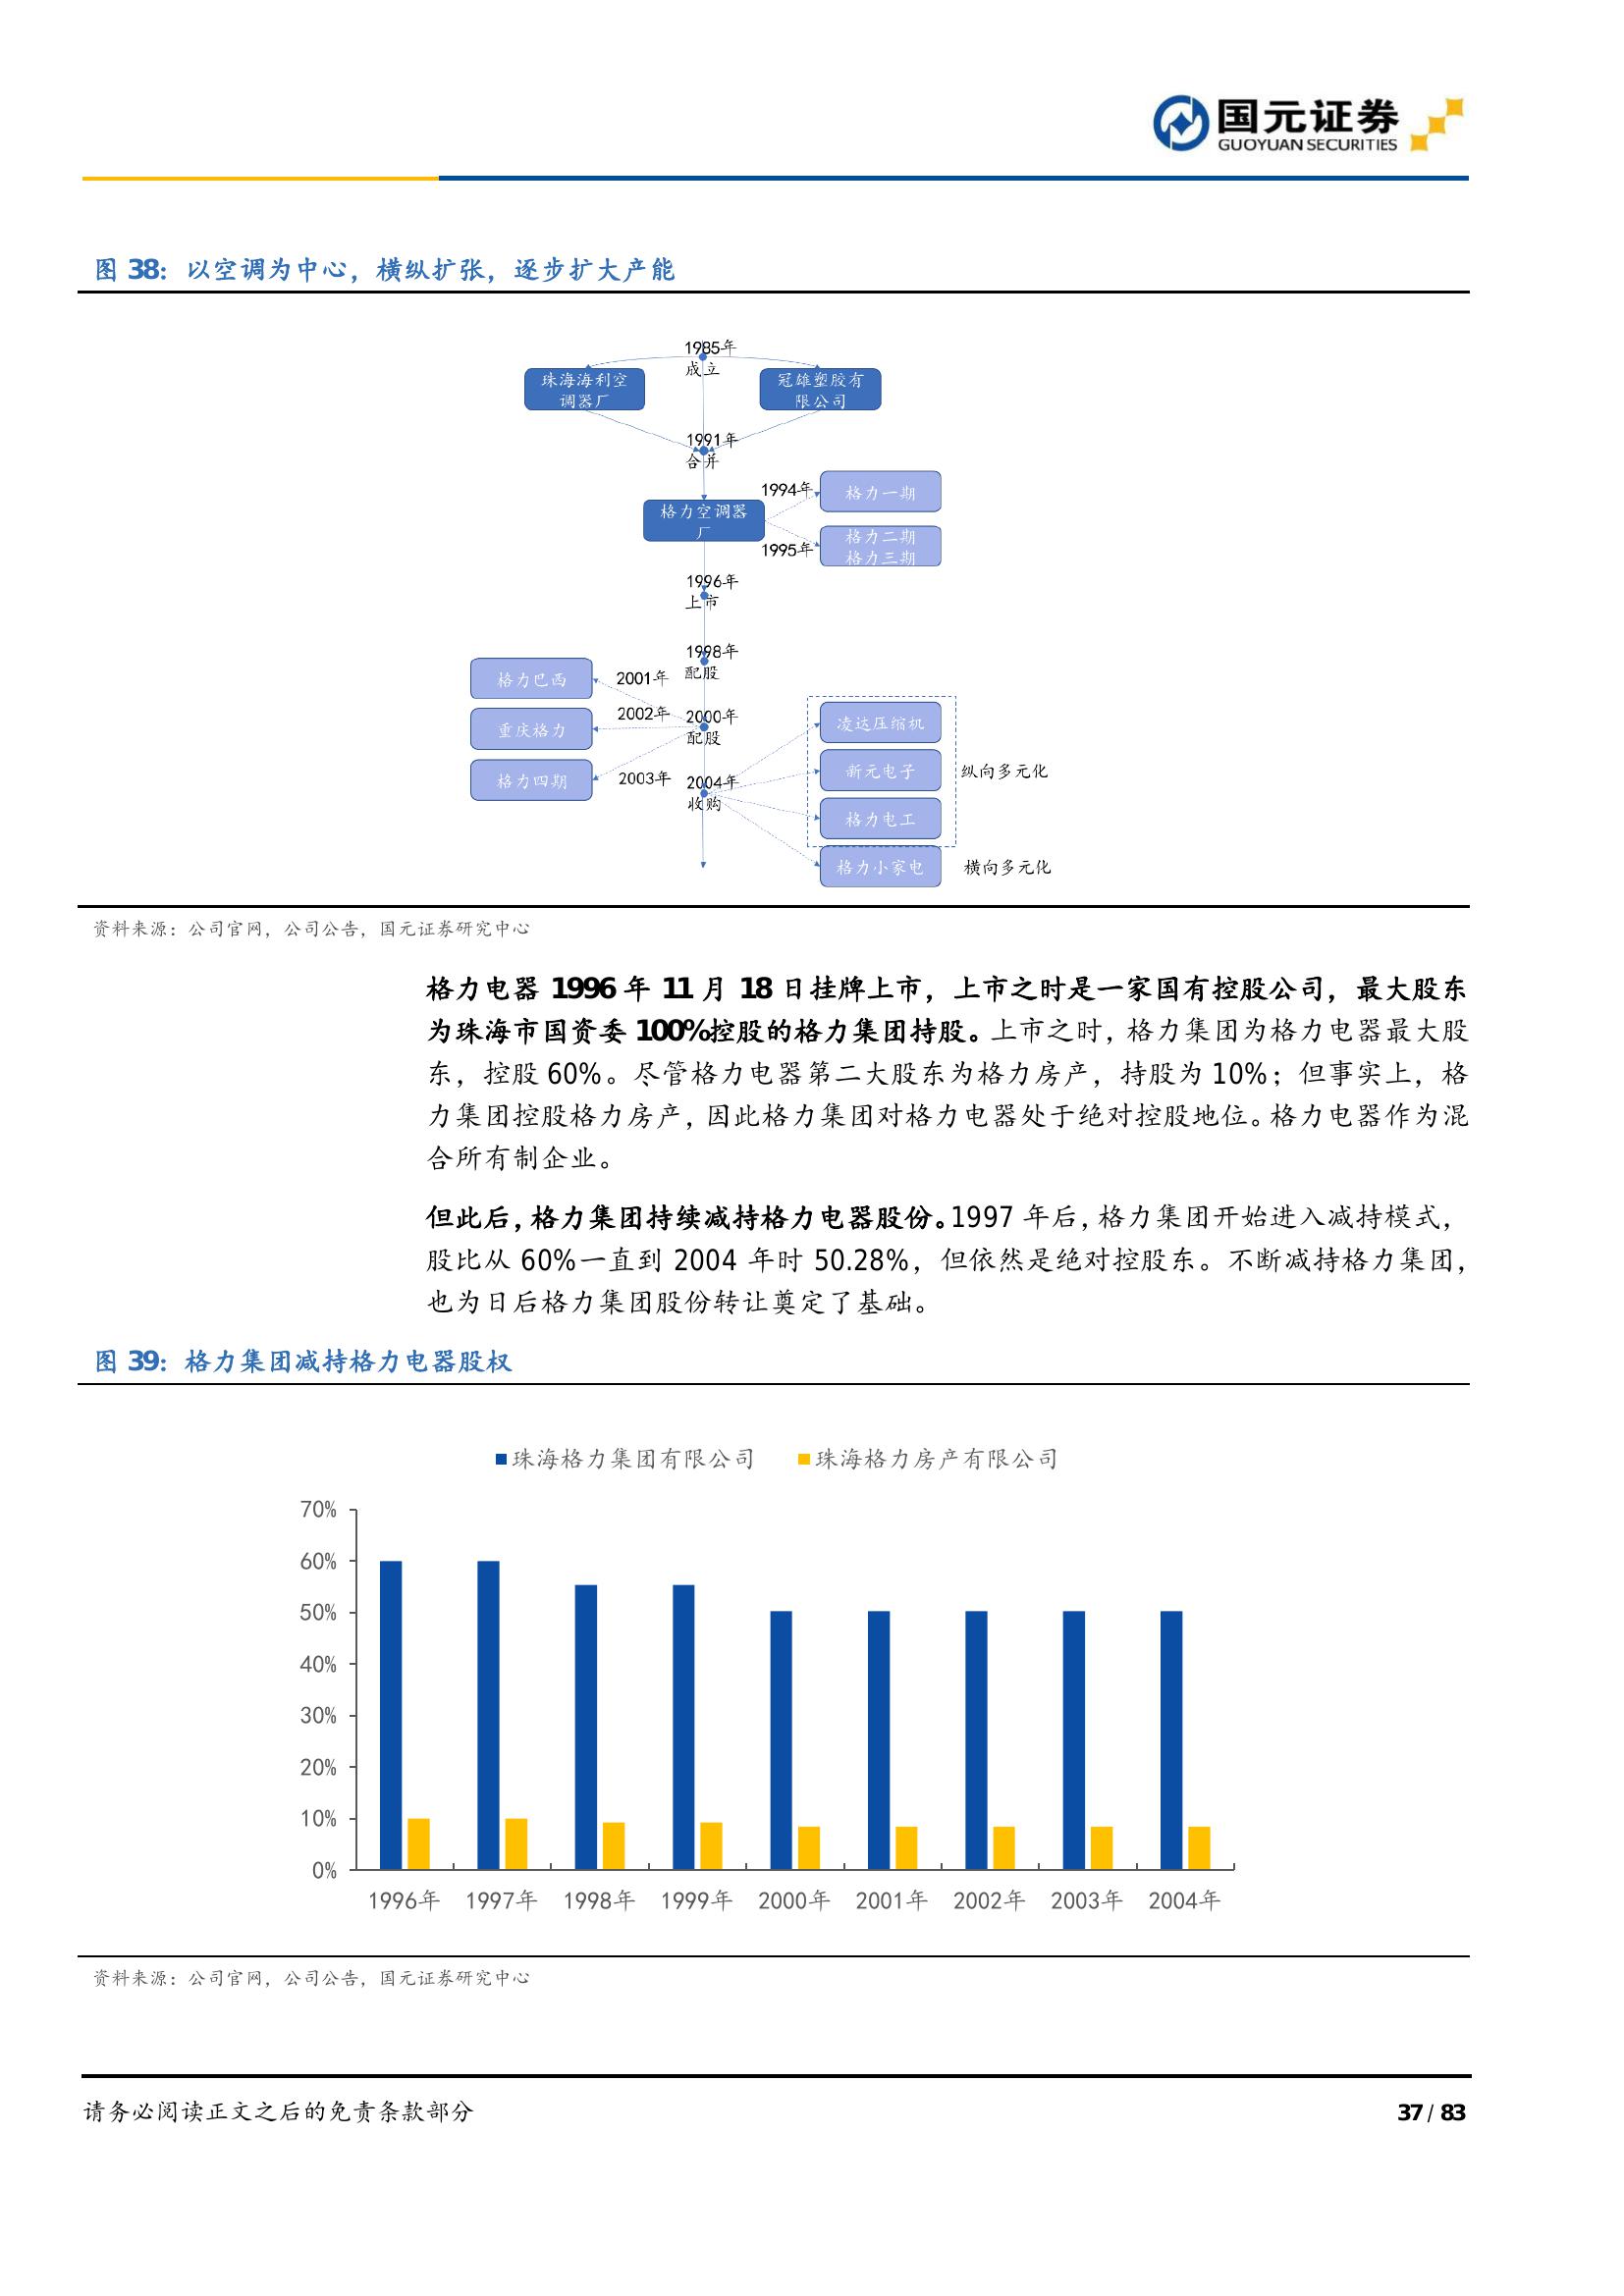 国元证券
GUOYUAN SECURITIES
图 38：以空调为中心，横纵扩张，逐步扩大产能
1985年
成立
珠海海利空
调器厂
冠雄塑胶有
限公司
1991年
合并
格力空调器
厂
1994年
格力一期
1995年
格力二期
格力三期
1996年
上市
1998年
配股
格力巴西
2001年
重庆格力
2002年
2000年
配股
格力四期
2003年
2004年
收购
凌达压缩机
新元电子
纵向多元化
格力电工
格力小家电
横向多元化
资料来源：公司官网，公司公告，国元证券研究中心
格力电器 1996 年 11 月 18 日挂牌上市，上市之时是一家国有控股公司，最大股东
为珠海市国资委 100%控股的格力集团持股。上市之时，格力集团为格力电器最大股
东，控股 60%。尽管格力电器第二大股东为格力房产，持股为 10%；但事实上，格
力集团控股格力房产，因此格力集团对格力电器处于绝对控股地位。格力电器作为混
合所有制企业。
但此后，格力集团持续减持格力电器股份。1997 年后，格力集团开始进入减持模式，
股比从 60%一直到 2004 年时 50.28%，但依然是绝对控股东。不断减持格力集团，
也为日后格力集团股份转让奠定了基础。
图 39：格力集团减持格力电器股权
珠海格力集团有限公司 珠海格力房产有限公司
70%
60%
50%
40%
30%
20%
10%
0%
1996年 1997年 1998年 1999年 2000年 2001年 2002年 2003年 2004年
资料来源：公司官网，公司公告，国元证券研究中心
请务必阅读正文之后的免责条款部分
37 / 83